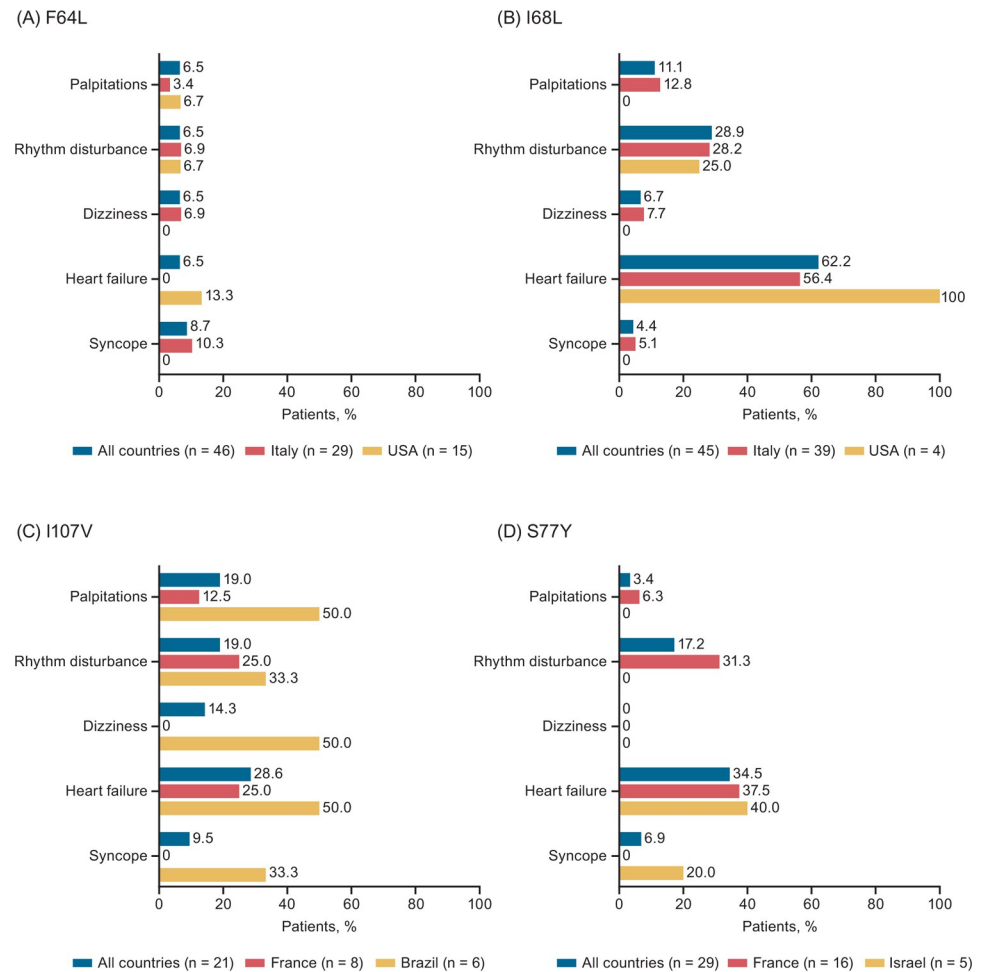 (A) F64L
Palpitations
6.5
3.4
6.7
Rhythm disturbance
6.5
6.9
6.7
Dizziness
6.5
6.9
0
Heart failure
6.5
0
13.3
Syncope
8.7
10.3
0
0 20 40 60 80 100
Patients, %
All countries (n = 46) Italy (n = 29) USA (n = 15)
(B) I68L
Palpitations
11.1
12.8
0
Rhythm disturbance
28.9
28.2
25.0
Dizziness
6.7
7.7
0
Heart failure
62.2
56.4
100
Syncope
4.4
5.1
0
0 20 40 60 80 100
Patients, %
All countries (n = 45) Italy (n = 39) USA (n = 4)
(C) I107V
Palpitations
19.0
12.5
50.0
Rhythm disturbance
19.0
25.0
33.3
Dizziness
14.3
0
50.0
Heart failure
28.6
25.0
50.0
Syncope
9.5
0
33.3
0 20 40 60 80 100
Patients, %
All countries (n = 21) France (n = 8) Brazil (n = 6)
(D) S77Y
Palpitations
3.4
6.3
0
Rhythm disturbance
17.2
31.3
0
Dizziness
0
0
0
Heart failure
34.5
37.5
40.0
Syncope
6.9
0
20.0
0 20 40 60 80 100
Patients, %
All countries (n = 29) France (n = 16) Israel (n = 5)